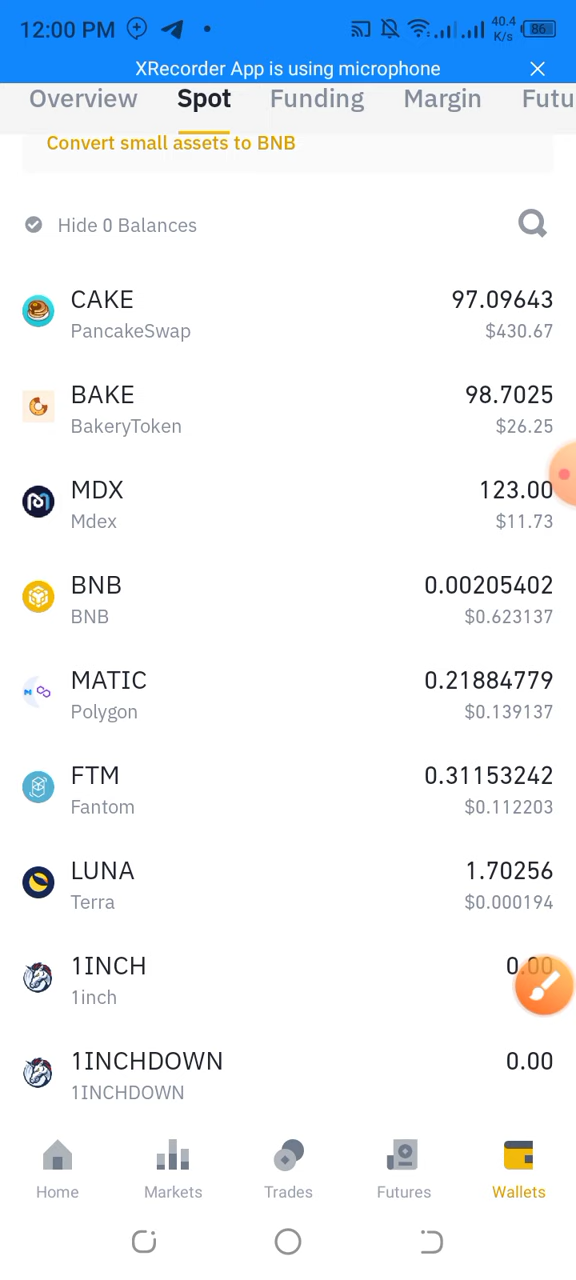 12:00 PM
40.4 K/s
86
XRecorder App is using microphone
Overview Spot Funding Margin Futu
Convert small assets to BNB
Hide 0 Balances
CAKE 97.09643
PancakeSwap $430.67
BAKE 98.7025
BakeryToken $26.25
MDX 123.00
Mdex $11.73
BNB 0.00205402
BNB $0.623137
MATIC 0.21884779
Polygon $0.139137
FTM 0.31153242
Fantom $0.112203
LUNA 1.70256
Terra $0.000194
1INCH 0.00
1inch
1INCHDOWN 0.00
1INCHDOWN
Home Markets Trades Futures Wallets